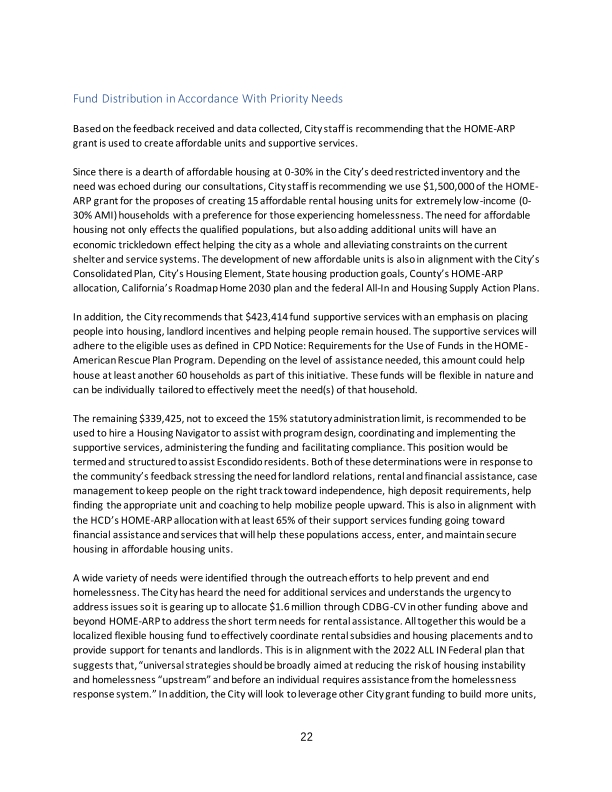 Fund Distribution in Accordance With Priority Needs
Based on the feedback received and data collected, City staff is recommending that the HOME-ARP
grant is used to create affordable units and supportive services.
Since there is a dearth of affordable housing at 0-30% in the City's deed restricted inventory and the
need was echoed during our consultations, City staff is recommending we use $1,500,000 of the HOME-
ARP grant for the proposes of creating 15 affordable rental housing units for extremely low-income (0-
30% AMI) households with a preference for those experiencing homelessness. The need for affordable
housing not only effects the qualified populations, but also adding additional units will have an
economic trickledown effect helping the city as a whole and alleviating constraints on the current
shelter and service systems. The development of new affordable units is also in alignment with the City's
Consolidated Plan, City's Housing Element, State housing production goals, County's HOME-ARP
allocation, California's Roadmap Home 2030 plan and the federal All-In and Housing Supply Action Plans.
In addition, the City recommends that $423,414 fund supportive services with an emphasis on placing
people into housing, landlord incentives and helping people remain housed. The supportive services will
adhere to the eligible uses as defined in CPD Notice: Requirements for the Use of Funds in the HOME-
American Rescue Plan Program. Depending on the level of assistance needed, this amount could help
house at least another 60 households as part of this initiative. These funds will be flexible in nature and
can be individually tailored to effectively meet the need(s) of that household.
The remaining $339,425, not to exceed the 15% statutory administration limit, is recommended to be
used to hire a Housing Navigator to assist with program design, coordinating and implementing the
supportive services, administering the funding and facilitating compliance. This position would be
termed and structured to assist Escondido residents. Both of these determinations were in response to
the community's feedback stressing the need for landlord relations, rental and financial assistance, case
management to keep people on the right track toward independence, high deposit requirements, help
finding the appropriate unit and coaching to help mobilize people upward. This is also in alignment with
the HCD's HOME-ARP allocation with at least 65% of their support services funding going toward
financial assistance and services that will help these populations access, enter, and maintain secure
housing in affordable housing units.
A wide variety of needs were identified through the outreach efforts to help prevent and end
homelessness. The City has heard the need for additional services and understands the urgency to
address issues so it is gearing up to allocate $1.6 million through CDBG-CV in other funding above and
beyond HOME-ARP to address the short term needs for rental assistance. All together this would be a
localized flexible housing fund to effectively coordinate rental subsidies and housing placements and to
provide support for tenants and landlords. This is in alignment with the 2022 ALL IN Federal plan that
suggests that, "universal strategies should be broadly aimed at reducing the risk of housing instability
and homelessness "upstream" and before an individual requires assistance from the homelessness
response system." In addition, the City will look to leverage other City grant funding to build more units,
22